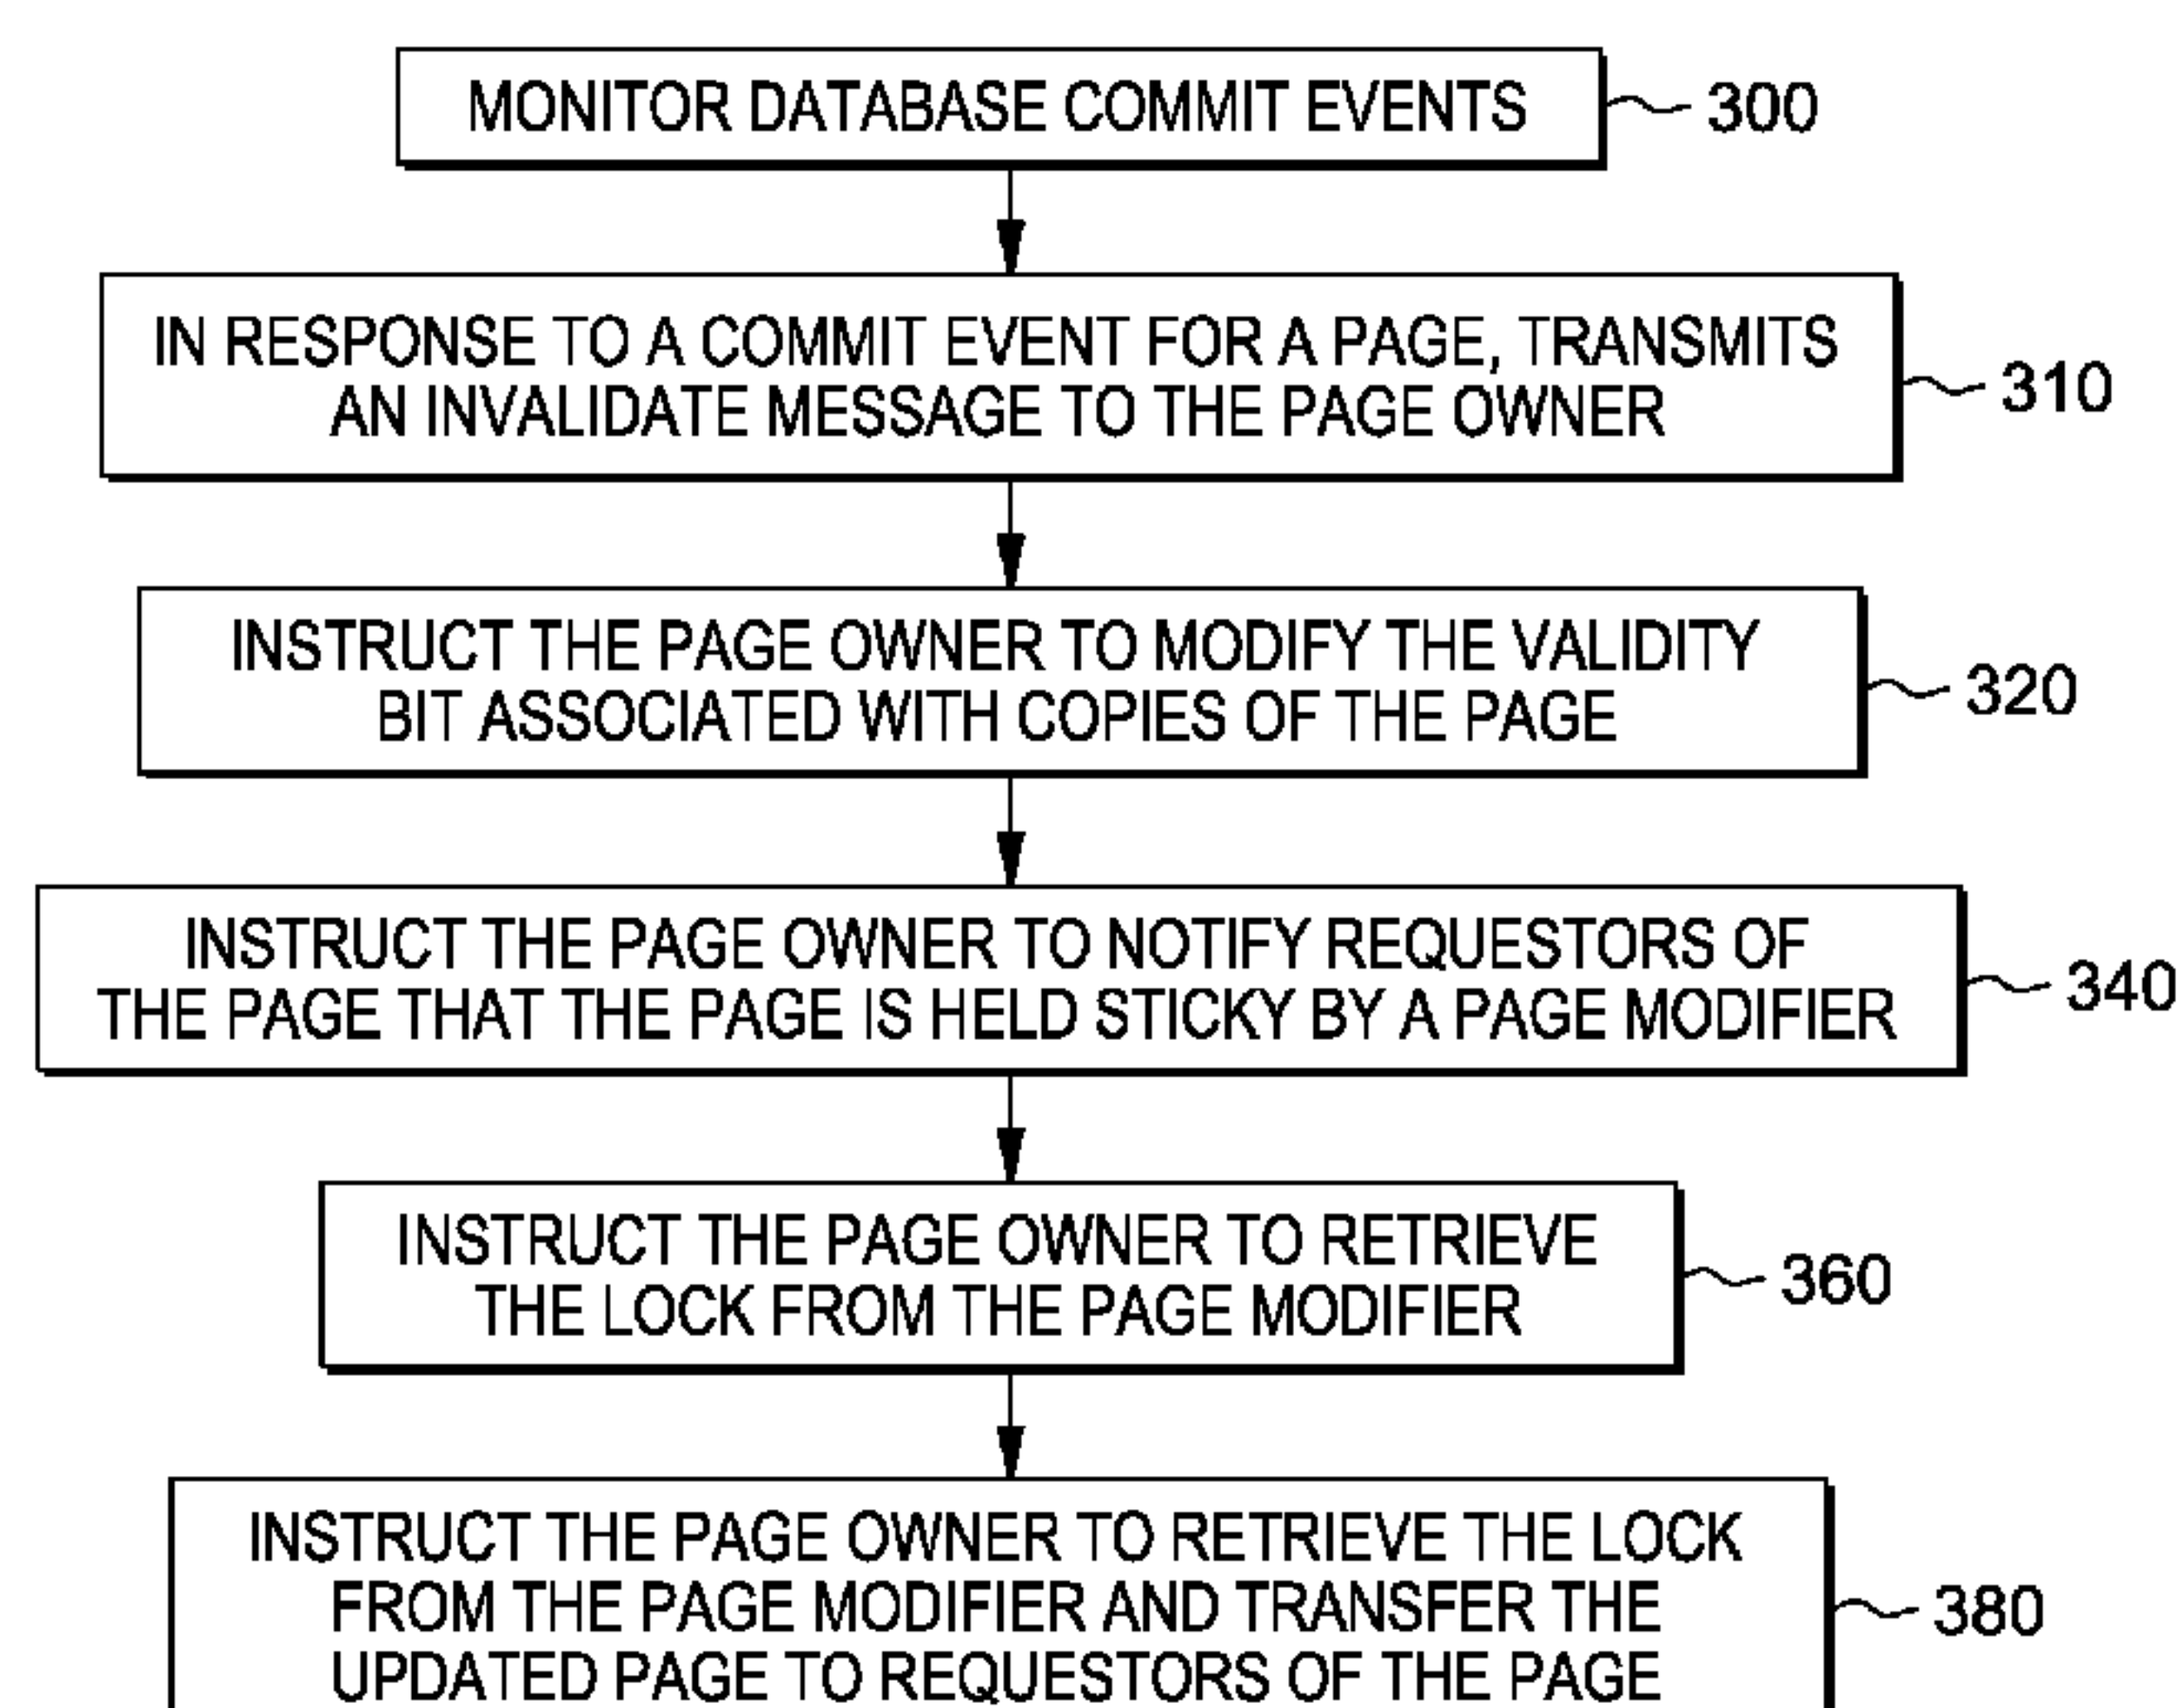 MONITOR DATABASE COMMIT EVENTS
300
IN RESPONSE TO A COMMIT EVENT FOR A PAGE, TRANSMITS
AN INVALIDATE MESSAGE TO THE PAGE OWNER
310
INSTRUCT THE PAGE OWNER TO MODIFY THE VALIDITY
BIT ASSOCIATED WITH COPIES OF THE PAGE
320
INSTRUCT THE PAGE OWNER TO NOTIFY REQUESTORS OF
THE PAGE THAT THE PAGE IS HELD STICKY BY A PAGE MODIFIER
340
INSTRUCT THE PAGE OWNER TO RETRIEVE
THE LOCK FROM THE PAGE MODIFIER
360
INSTRUCT THE PAGE OWNER TO RETRIEVE THE LOCK
FROM THE PAGE MODIFIER AND TRANSFER THE
UPDATED PAGE TO REQUESTORS OF THE PAGE
380